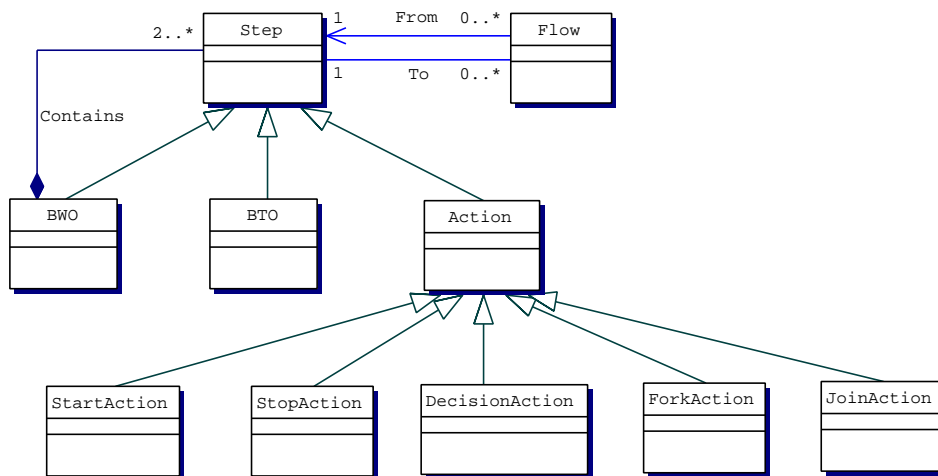 Step
1
From
0..*
Flow
2..*
1
To
0..*
Contains
BWO
BTO
Action
StartAction
StopAction
DecisionAction
ForkAction
JoinAction